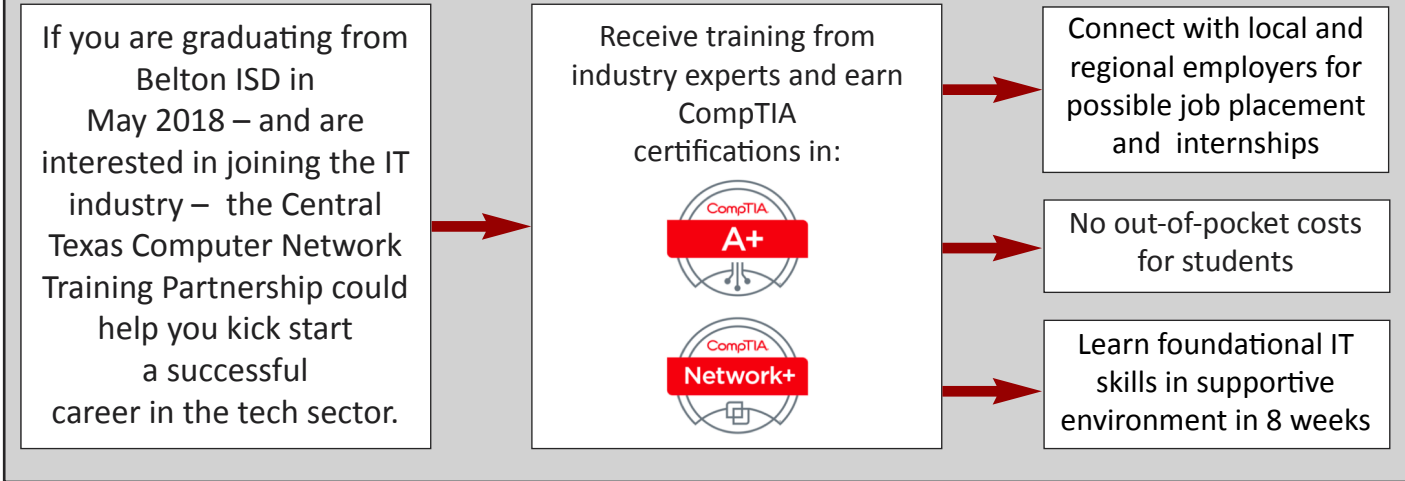 If you are graduating from
Belton ISD in
May 2018 – and are
interested in joining the IT
industry – the Central
Texas Computer Network
Training Partnership could
help you kick start
a successful
career in the tech sector.
Receive training from
industry experts and earn
CompTIA
certifications in:
CompTIA
A+
CompTIA
Network+
Connect with local and
regional employers for
possible job placement
and internships
No out-of-pocket costs
for students
Learn foundational IT
skills in supportive
environment in 8 weeks